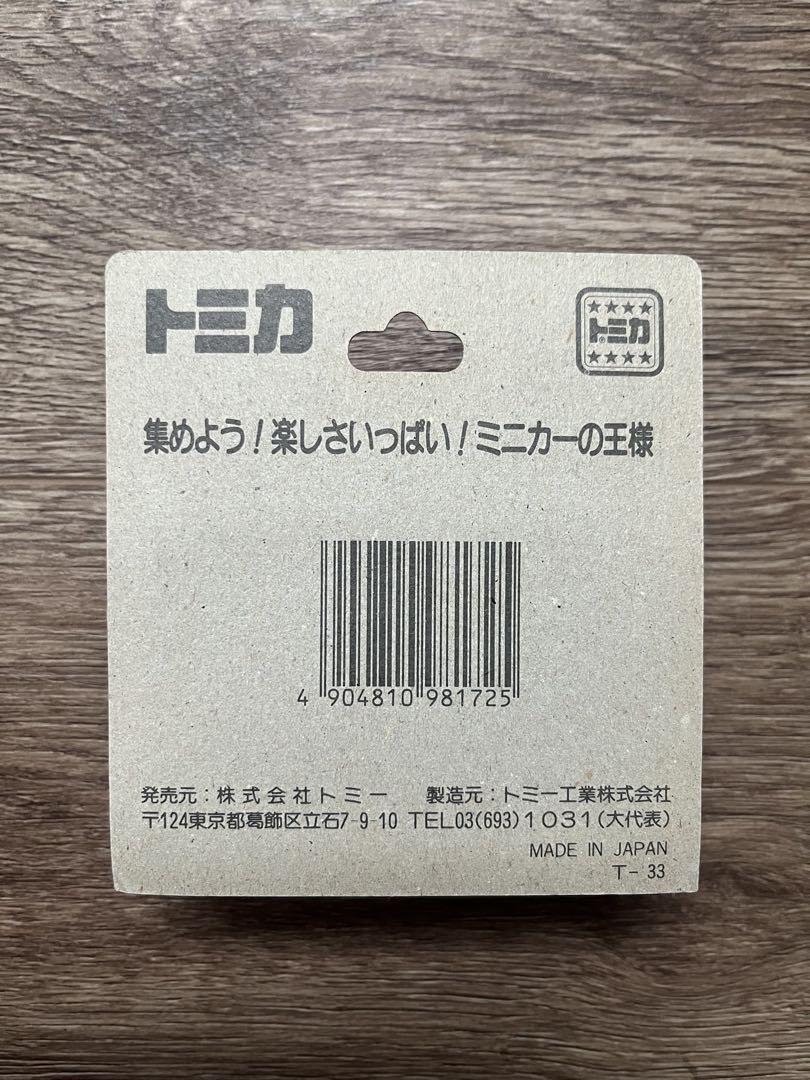 トミカ
★★★★
トミカ
★★★★
集めよう!楽しさいっぱい!ミニカーの王様
4 904810 981725
発売元:株式会社トミー 製造元:トミー工業株式会社
〒124東京都葛飾区立石7-9-10 TEL03(693)1031(大代表)
MADE IN JAPAN
T-33